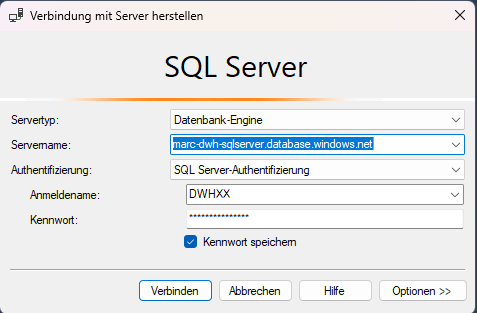 Verbindung mit Server herstellen
SQL Server
Servertyp: Datenbank-Engine
Servername: marc-dwh-sqlserver.database.windows.net
Authentifizierung: SQL Server-Authentifizierung
Anmeldename: DWHXX
Kennwort: ***************
Kennwort speichern
Verbinden Abbrechen Hilfe Optionen >>